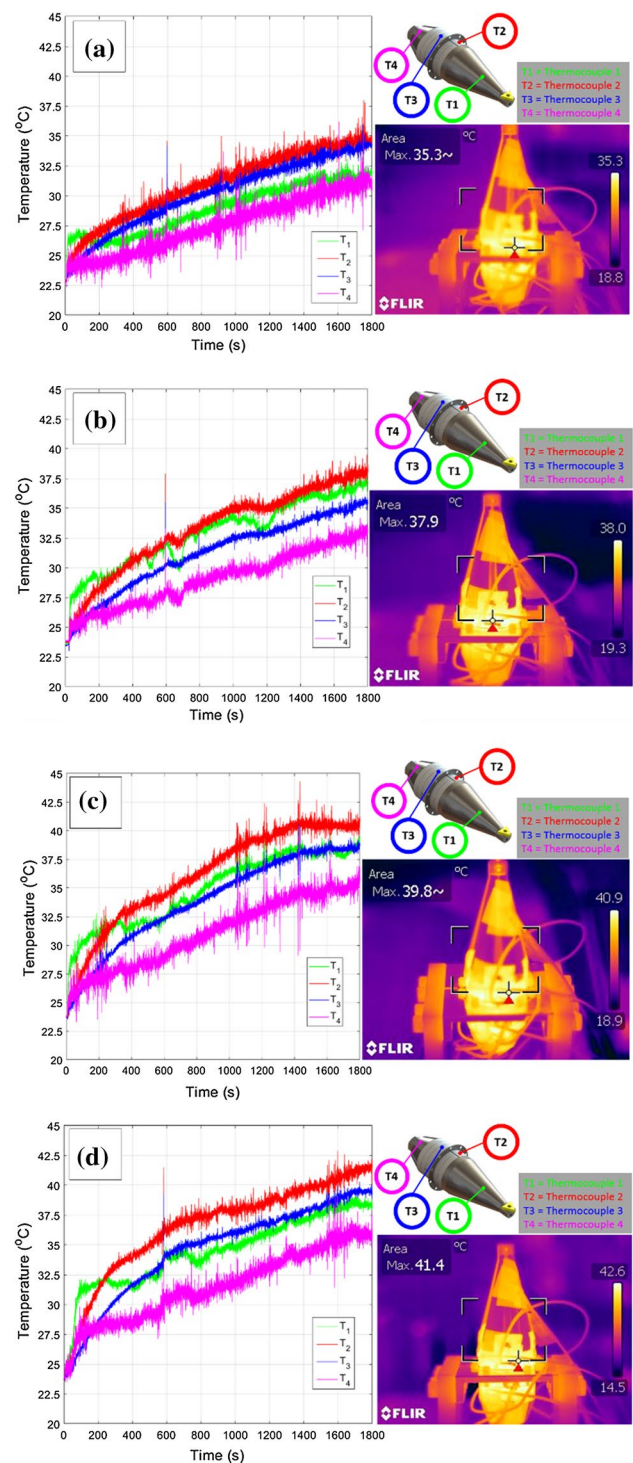 (a)
45
42.5
40
37.5
35
32.5
30
27.5
25
22.5
20
Temperature (°C)
0 200 400 600 800 1000 1200 1400 1600 1800
Time (s)
T1
T2
T3
T4
T4
T3
T1
T2
T1 = Thermocouple 1
T2 = Thermocouple 2
T3 = Thermocouple 3
T4 = Thermocouple 4
Area °C
Max. 35.3~
35.3
18.8
FLIR
(b)
45
42.5
40
37.5
35
32.5
30
27.5
25
22.5
20
Temperature (°C)
0 200 400 600 800 1000 1200 1400 1600 1800
Time (s)
T1
T2
T3
T4
T4
T3
T1
T2
T2 = Thermocouple 1
T2 = Thermocouple 2
T3 = Thermocouple 3
T4 = Thermocouple 4
Area °C
Max. 37.9
38.0
19.3
FLIR
(c)
45
42.5
40
37.5
35
32.5
30
27.5
25
22.5
20
Temperature (°C)
0 200 400 600 800 1000 1200 1400 1600 1800
Time (s)
T1
T2
T3
T4
T4
T3
T1
T2
T1 = Thermocouple 1
T2 = Thermocouple 2
T3 = Thermocouple 3
T4 = Thermocouple 4
Area °C
Max. 39.8~
40.9
18.9
FLIR
(d)
45
42.5
40
37.5
35
32.5
30
27.5
25
22.5
20
Temperature (°C)
0 200 400 600 800 1000 1200 1400 1600 1800
Time (s)
T1
T2
T3
T4
T4
T3
T1
T2
T1 = Thermocouple 1
T2 = Thermocouple 2
T3 = Thermocouple 3
T4 = Thermocouple 4
Area °C
Max. 41.4
42.6
14.5
FLIR